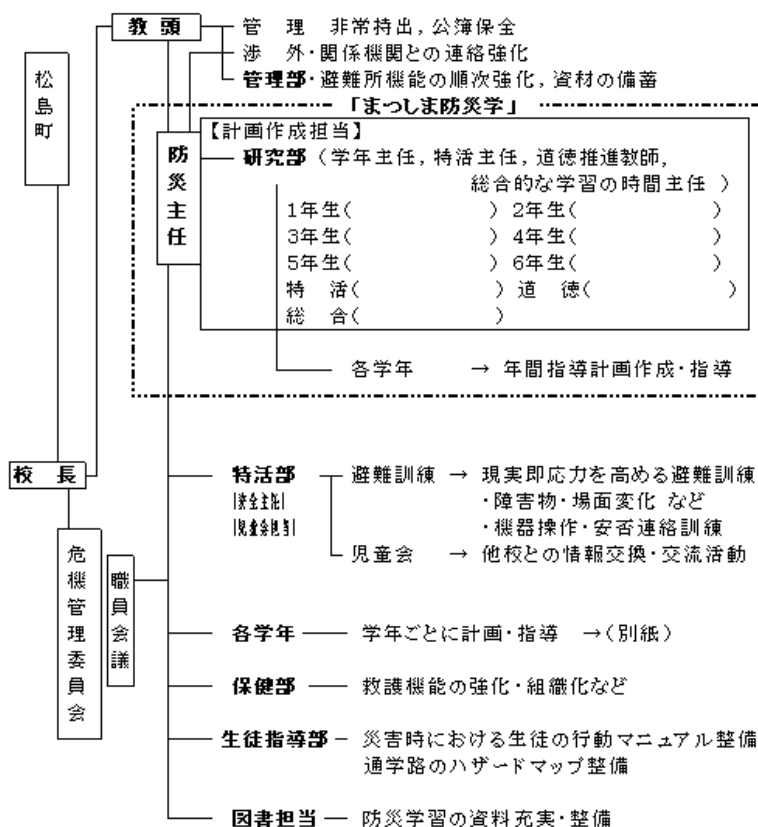 教 頭 管 理 非常持出，公簿保全
渉 外・関係機関との連絡強化
管理部・避難所機能の順次強化，資材の備蓄
松島町
「まつしま防災学」
防災主任
【計画作成担当】
研究部（学年主任，特活主任，道徳推進教師，
総合的な学習の時間主任 ）
1年生（ ）2年生（ ）
3年生（ ）4年生（ ）
5年生（ ）6年生（ ）
特 活（ ）道 徳（ ）
総 合（ ）
各学年 → 年間指導計画作成・指導
校 長
特活部 避難訓練 → 現実即応力を高める避難訓練
・障害物・場面変化 など
・機器操作・安否連絡訓練
児童会 → 他校との情報交換・交流活動
危機管理委員会
職員会議
各学年 学年ごとに計画・指導 →（別紙）
保健部 救護機能の強化・組織化など
生徒指導部 災害時における生徒の行動マニュアル整備
通学路のハザードマップ整備
図書担当 防災学習の資料充実・整備